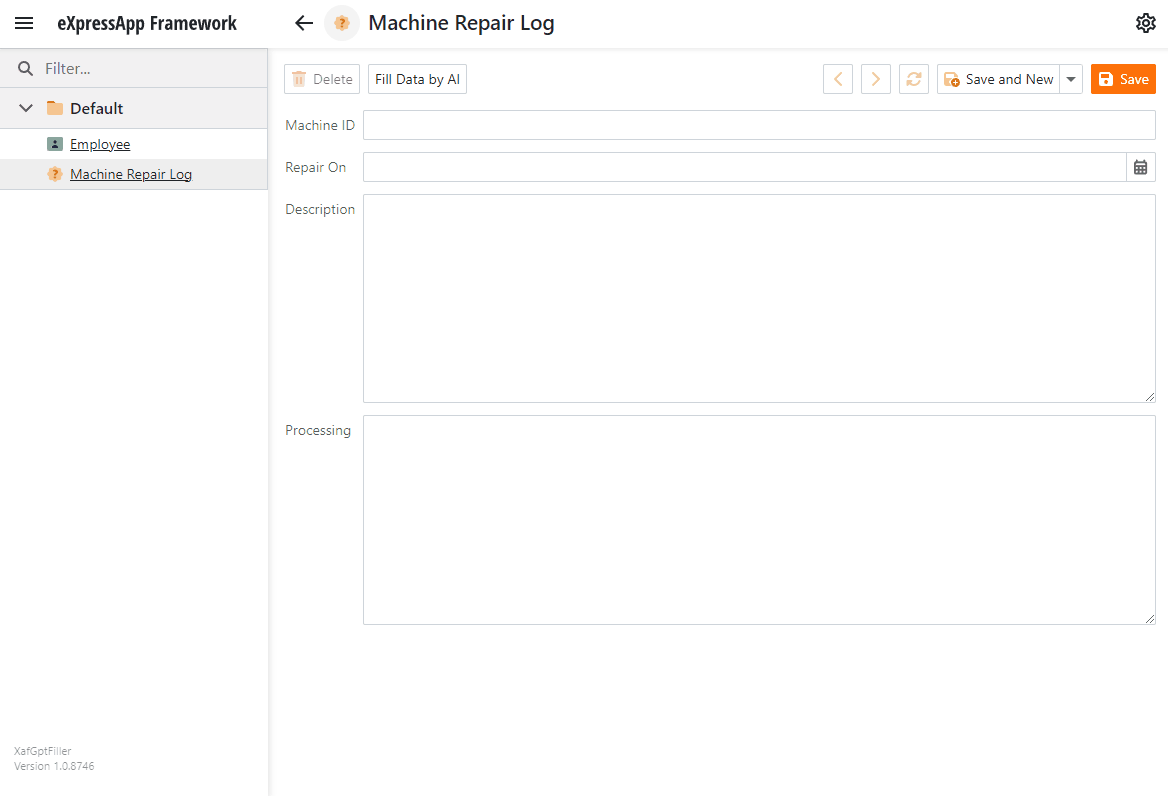 eXpressApp Framework
Machine Repair Log
Filter...
Default
Employee
Machine Repair Log
Delete
Fill Data by AI
Save and New
Save
Machine ID
Repair On
Description
Processing
XafGptFiller
Version 1.0.8746